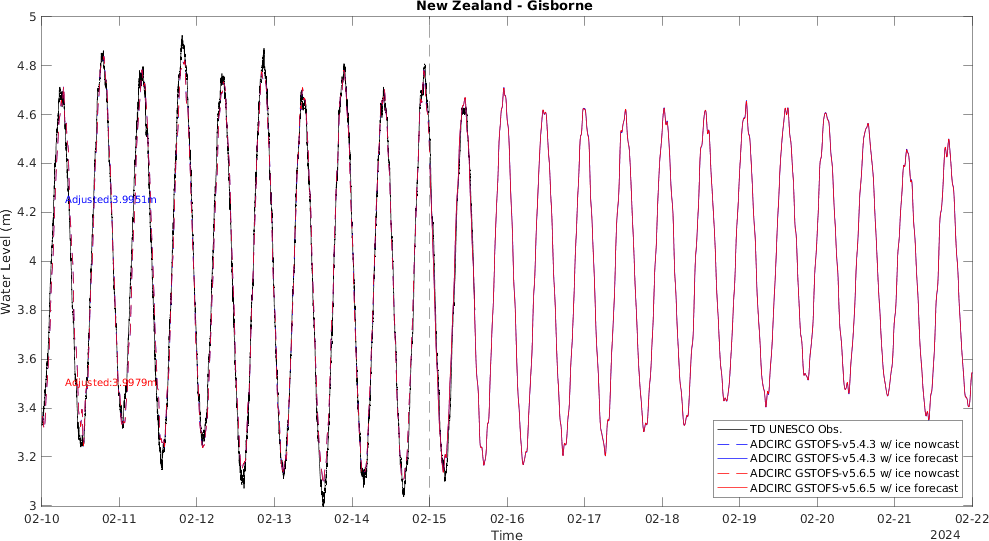 New Zealand - Gisborne
Water Level (m)
5
4.8
4.6
4.4
4.2
4
3.8
3.6
3.4
3.2
3
Adjusted:3.9951m
Adjusted:3.9979m
TD UNESCO Obs.
ADCIRC GSTOFS-v5.4.3 w/ ice nowcast
ADCIRC GSTOFS-v5.4.3 w/ ice forecast
ADCIRC GSTOFS-v5.6.5 w/ ice nowcast
ADCIRC GSTOFS-v5.6.5 w/ ice forecast
02-10 02-11 02-12 02-13 02-14 02-15 02-16 02-17 02-18 02-19 02-20 02-21 02-22
Time
2024